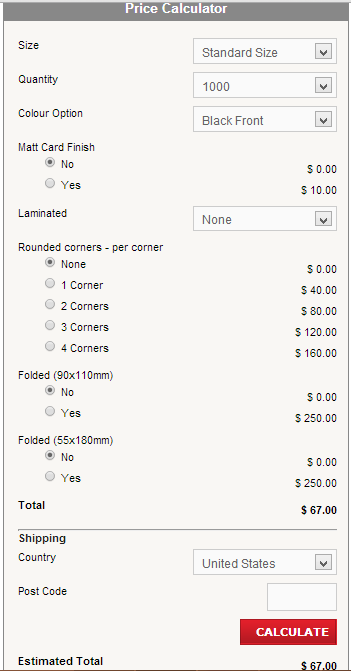 Price Calculator
Size Standard Size
Quantity 1000
Colour Option Black Front
Matt Card Finish
No $ 0.00
Yes $ 10.00
Laminated None
Rounded corners - per corner
None $ 0.00
1 Corner $ 40.00
2 Corners $ 80.00
3 Corners $ 120.00
4 Corners $ 160.00
Folded (90x110mm)
No $ 0.00
Yes $ 250.00
Folded (55x180mm)
No $ 0.00
Yes $ 250.00
Total $ 67.00
Shipping
Country United States
Post Code
CALCULATE
Estimated Total $ 67.00